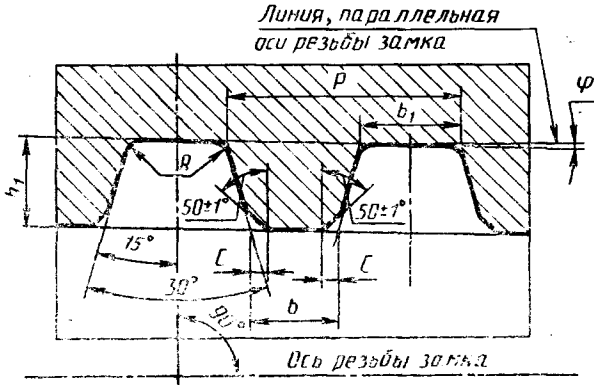 Линия, параллельная
оси резьбы замка
P
φ
b₁
h₁
R
50±1°
50±1°
15°
C
C
30°
b
90°
Ось резьбы замка